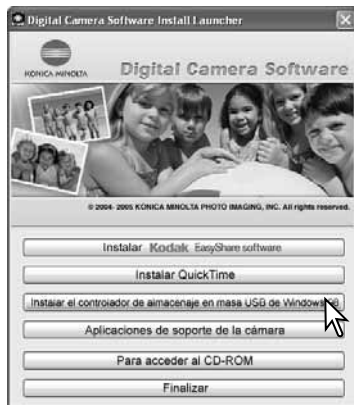 Digital Camera Software Install Launcher
KONICA MINOLTA
Digital Camera Software
© 2004- 2005 KONICA MINOLTA PHOTO IMAGING, INC. All rights reserved.
Instalar Kodak EasyShare software
Instalar QuickTime
Instalar el controlador de almacenaje en masa USB de Windows 98
Aplicaciones de soporte de la cámara
Para acceder al CD-ROM
Finalizar